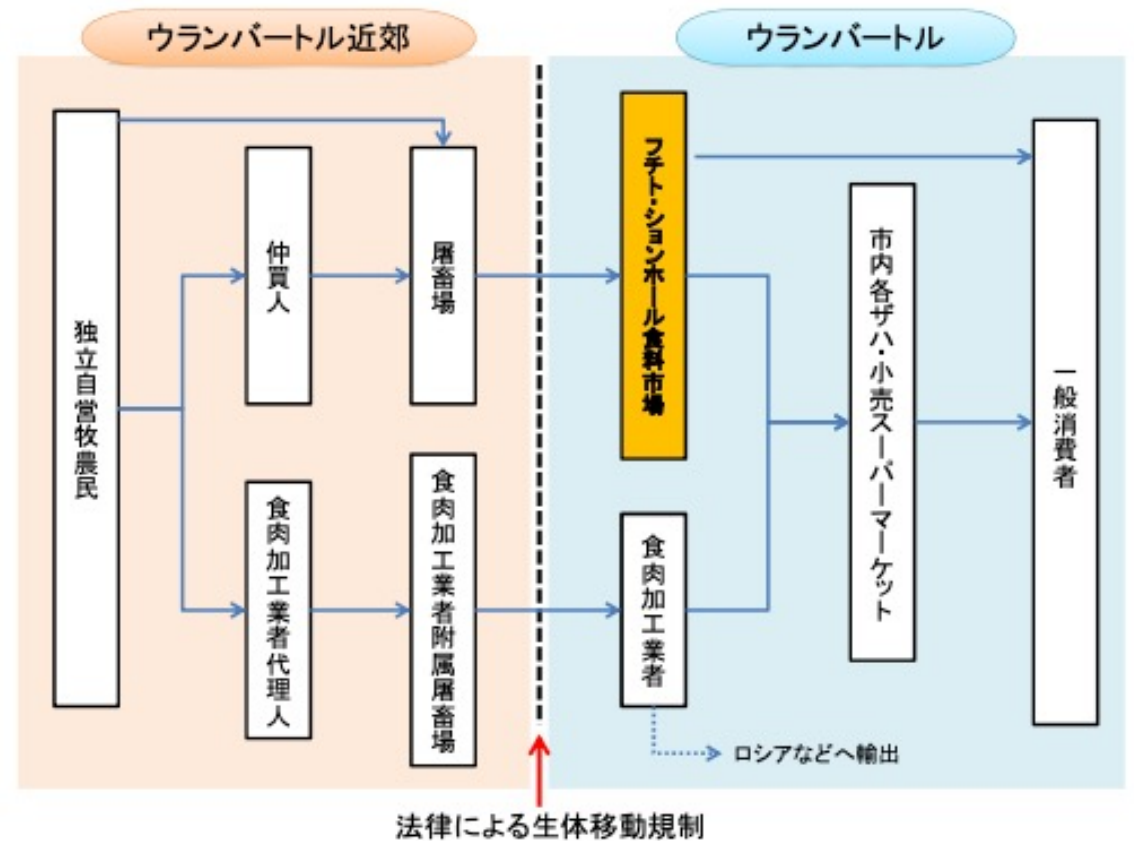 ウランバートル近郊
ウランバートル
独立自営牧農民
仲買人
屠畜場
食肉加工業者代理人
食肉加工業者附属屠畜場
フチト・ションホール食料市場
食肉加工業者
市内各ザハ・小売スーパーマーケット
一般消費者
ロシアなどへ輸出
法律による生体移動規制